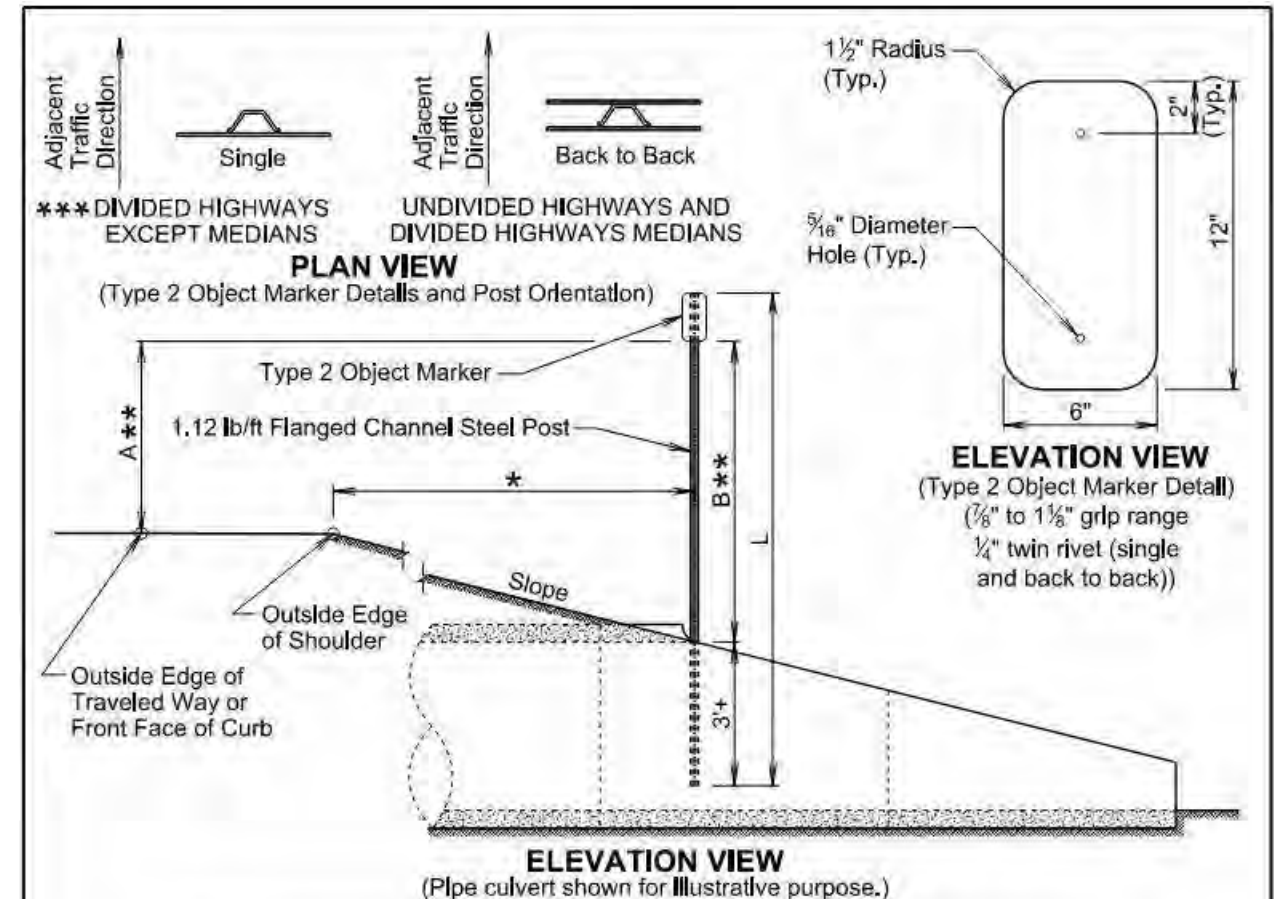 Adjacent
Traffic
Direction
Single
***DIVIDED HIGHWAYS
EXCEPT MEDIANS
Adjacent
Traffic
Direction
Back to Back
UNDIVIDED HIGHWAYS AND
DIVIDED HIGHWAYS MEDIANS
PLAN VIEW
(Type 2 Object Marker Details and Post Orientation)
1½" Radius
(Typ.)
2"
(Typ.)
12"
5/16" Diameter
Hole (Typ.)
6"
ELEVATION VIEW
(Type 2 Object Marker Detail)
(⅞" to 1⅛" grip range
¼" twin rivet (single
and back to back))
Type 2 Object Marker
1.12 lb/ft Flanged Channel Steel Post
A**
*
B**
L
Slope
Outside Edge
of Shoulder
Outside Edge of
Traveled Way or
Front Face of Curb
3'+
ELEVATION VIEW
(Pipe culvert shown for illustrative purpose.)